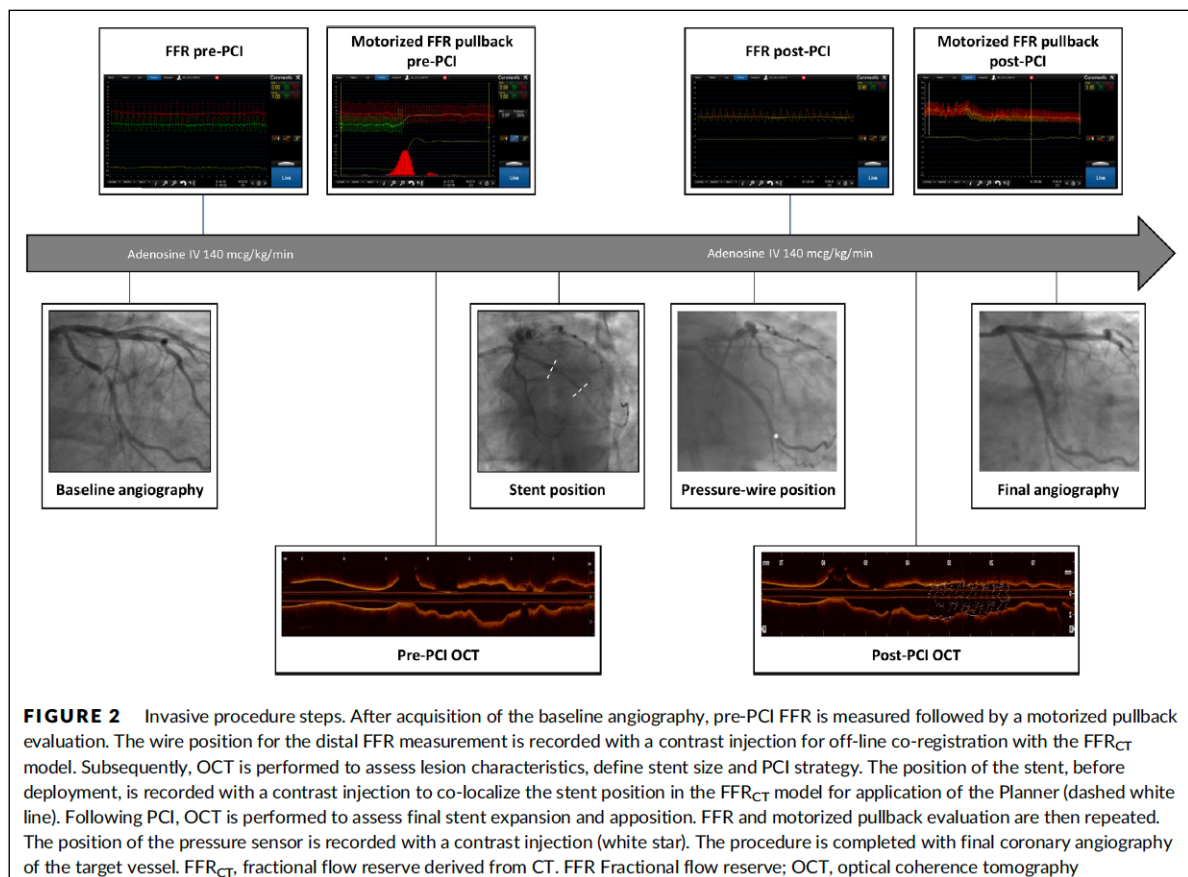 FFR pre-PCI
Motorized FFR pullback
pre-PCI
FFR post-PCI
Motorized FFR pullback
post-PCI
Live
Live
Live
Live
Adenosine IV 140 mcg/kg/min
Adenosine IV 140 mcg/kg/min
Baseline angiography
Stent position
Pressure-wire position
Final angiography
Pre-PCI OCT
Post-PCI OCT
FIGURE 2 Invasive procedure steps. After acquisition of the baseline angiography, pre-PCI FFR is measured followed by a motorized pullback
evaluation. The wire position for the distal FFR measurement is recorded with a contrast injection for off-line co-registration with the FFRCT
model. Subsequently, OCT is performed to assess lesion characteristics, define stent size and PCI strategy. The position of the stent, before
deployment, is recorded with a contrast injection to co-localize the stent position in the FFRCT model for application of the Planner (dashed white
line). Following PCI, OCT is performed to assess final stent expansion and apposition. FFR and motorized pullback evaluation are then repeated.
The position of the pressure sensor is recorded with a contrast injection (white star). The procedure is completed with final coronary angiography
of the target vessel. FFRCT, fractional flow reserve derived from CT. FFR Fractional flow reserve; OCT, optical coherence tomography